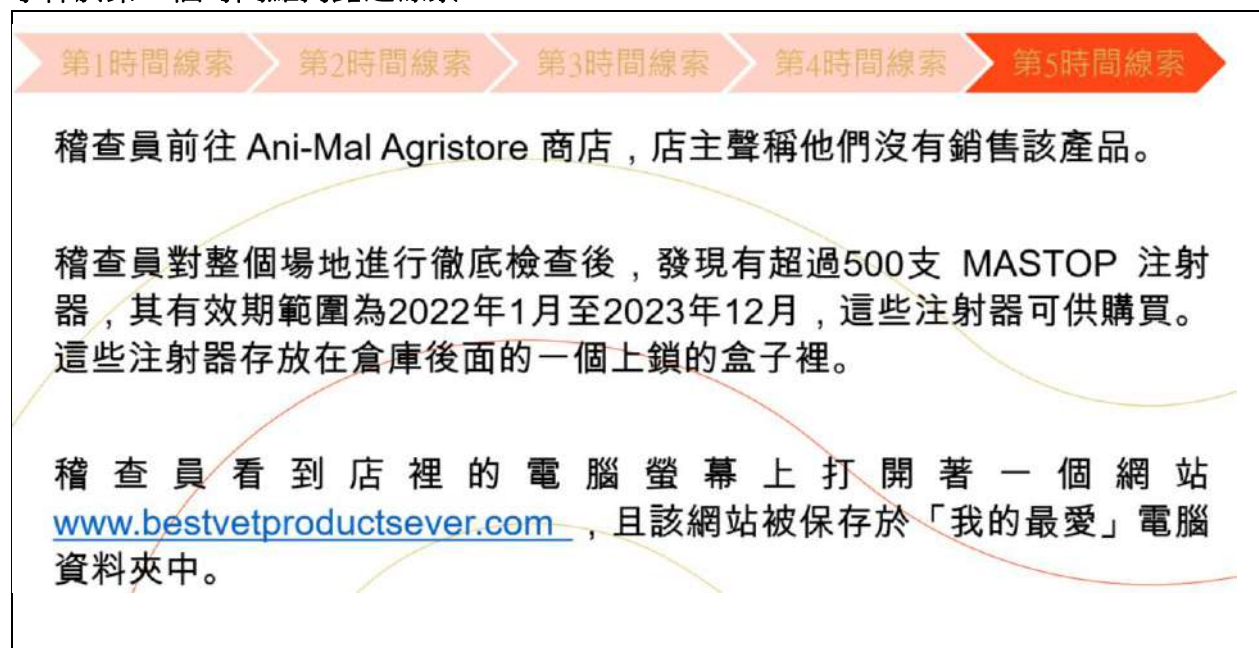 第1時間線索
第2時間線索
第3時間線索
第4時間線索
第5時間線索
稽查員前往 Ani-Mal Agristore 商店，店主聲稱他們沒有銷售該產品。
稽查員對整個場地進行徹底檢查後，發現有超過500支 MASTOP 注射
器，其有效期範圍為2022年1月至2023年12月，這些注射器可供購買。
這些注射器存放在倉庫後面的一個上鎖的盒子裡。
稽查員看到店裡的電腦螢幕上打開著一個網站
www.bestvetproductsever.com ，且該網站被保存於「我的最愛」電腦
資料夾中。